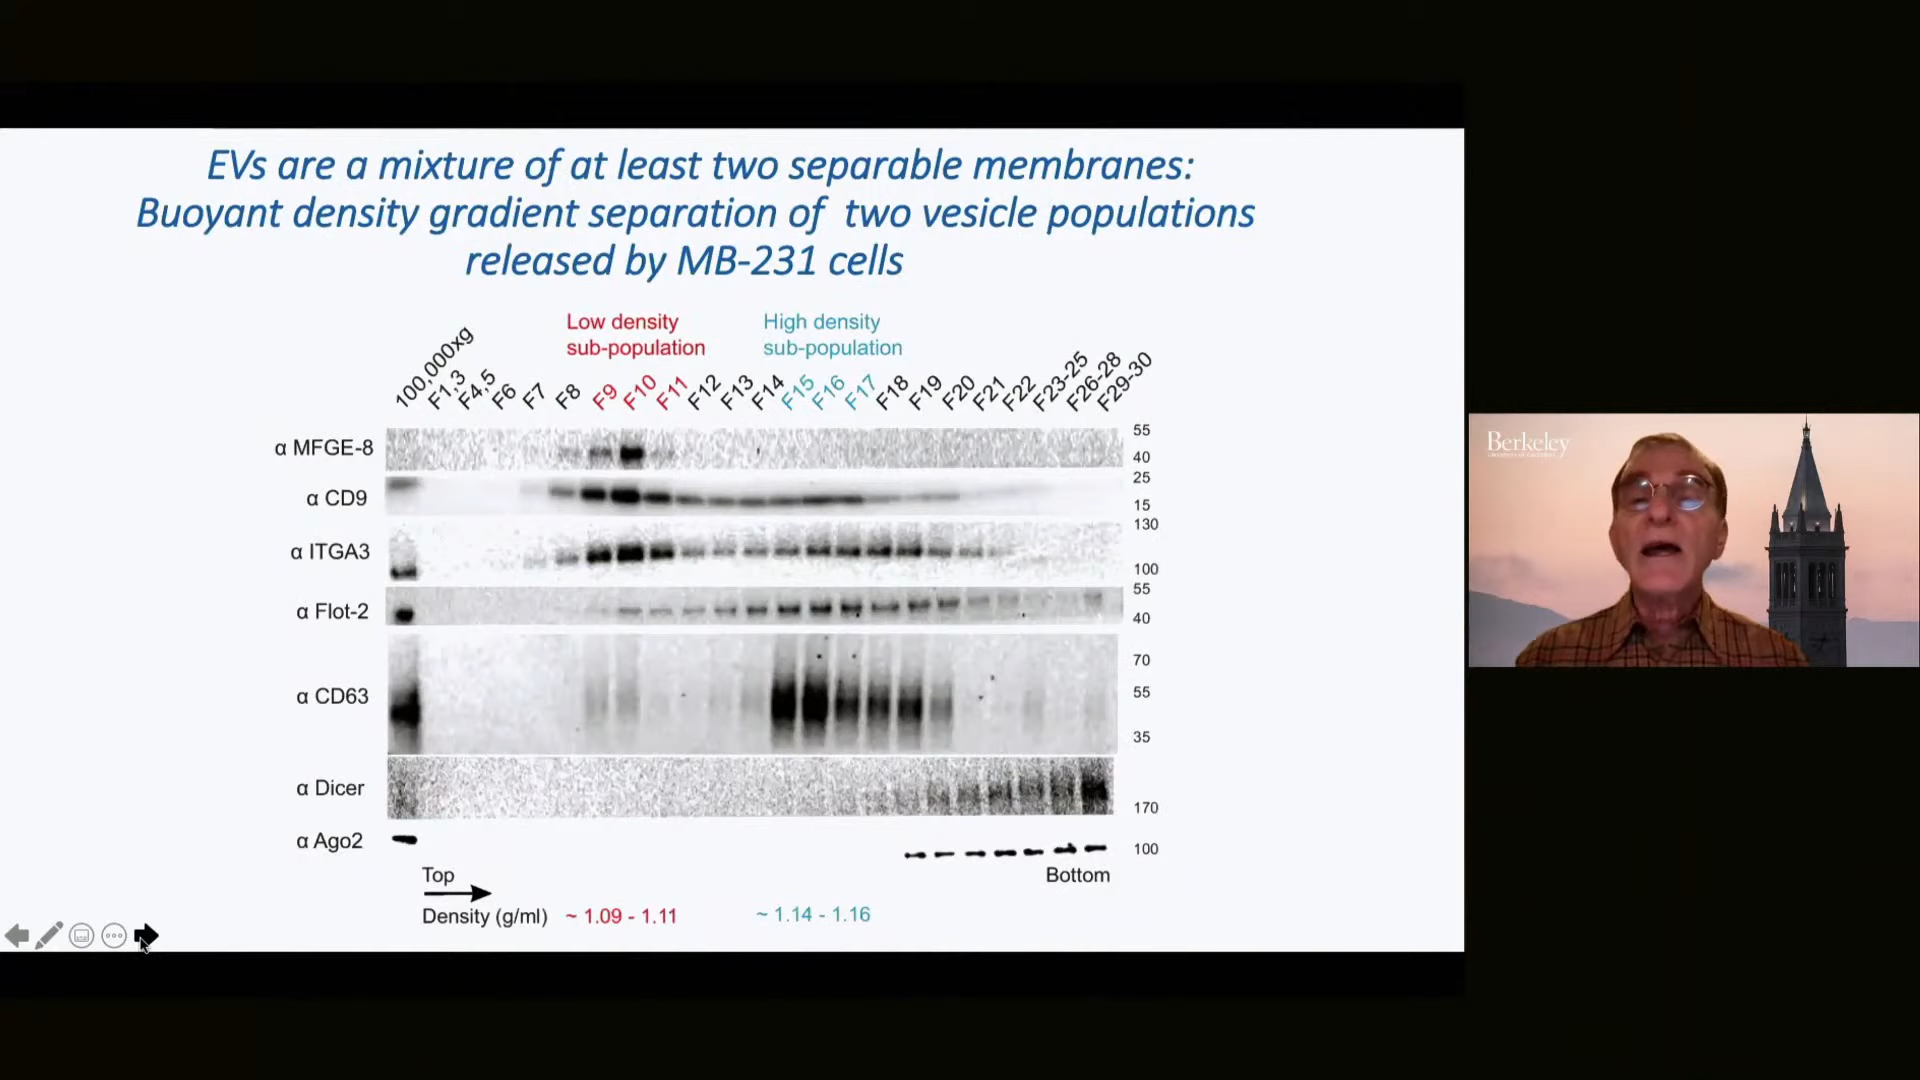 EVs are a mixture of at least two separable membranes:
Buoyant density gradient separation of two vesicle populations
released by MB-231 cells
Low density
sub-population
High density
sub-population
100,000xg F1,3 F4,5 F6 F7 F8 F9 F10 F11 F12 F13 F14 F15 F16 F17 F18 F19 F20 F21 F22 F23-25 F26-28 F29-30
α MFGE-8
55
40
α CD9
25
15
α ITGA3
130
100
α Flot-2
55
40
α CD63
70
55
35
α Dicer
170
α Ago2
100
Top
Bottom
Density (g/ml) ~ 1.09 - 1.11 ~ 1.14 - 1.16
Berkeley